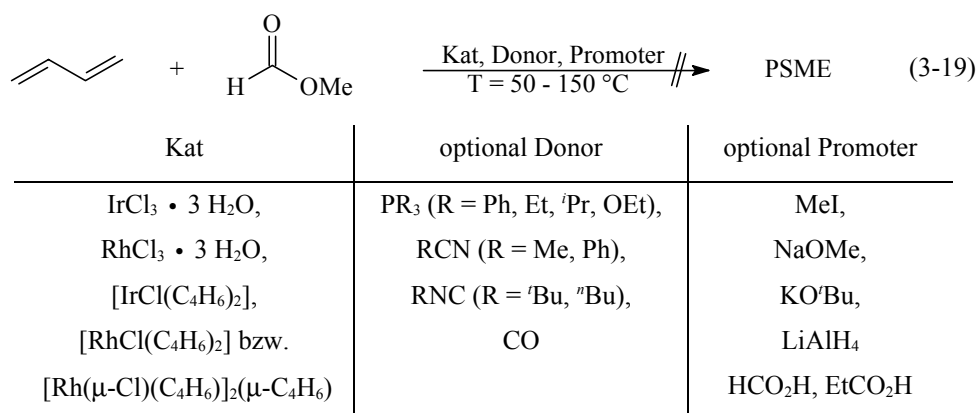 O
H OMe
+
Kat, Donor, Promoter
T = 50 - 150 °C
PSME (3-19)
Kat optional Donor optional Promoter
IrCl₃ • 3 H₂O, PR₃ (R = Ph, Et, ⁱPr, OEt), MeI,
RhCl₃ • 3 H₂O, RCN (R = Me, Ph), NaOMe,
[IrCl(C₄H₆)₂], RNC (R = ᵗBu, ⁿBu), KOᵗBu,
[RhCl(C₄H₆)₂] bzw. CO LiAlH₄
[Rh(μ-Cl)(C₄H₆)]₂(μ-C₄H₆) HCO₂H, EtCO₂H